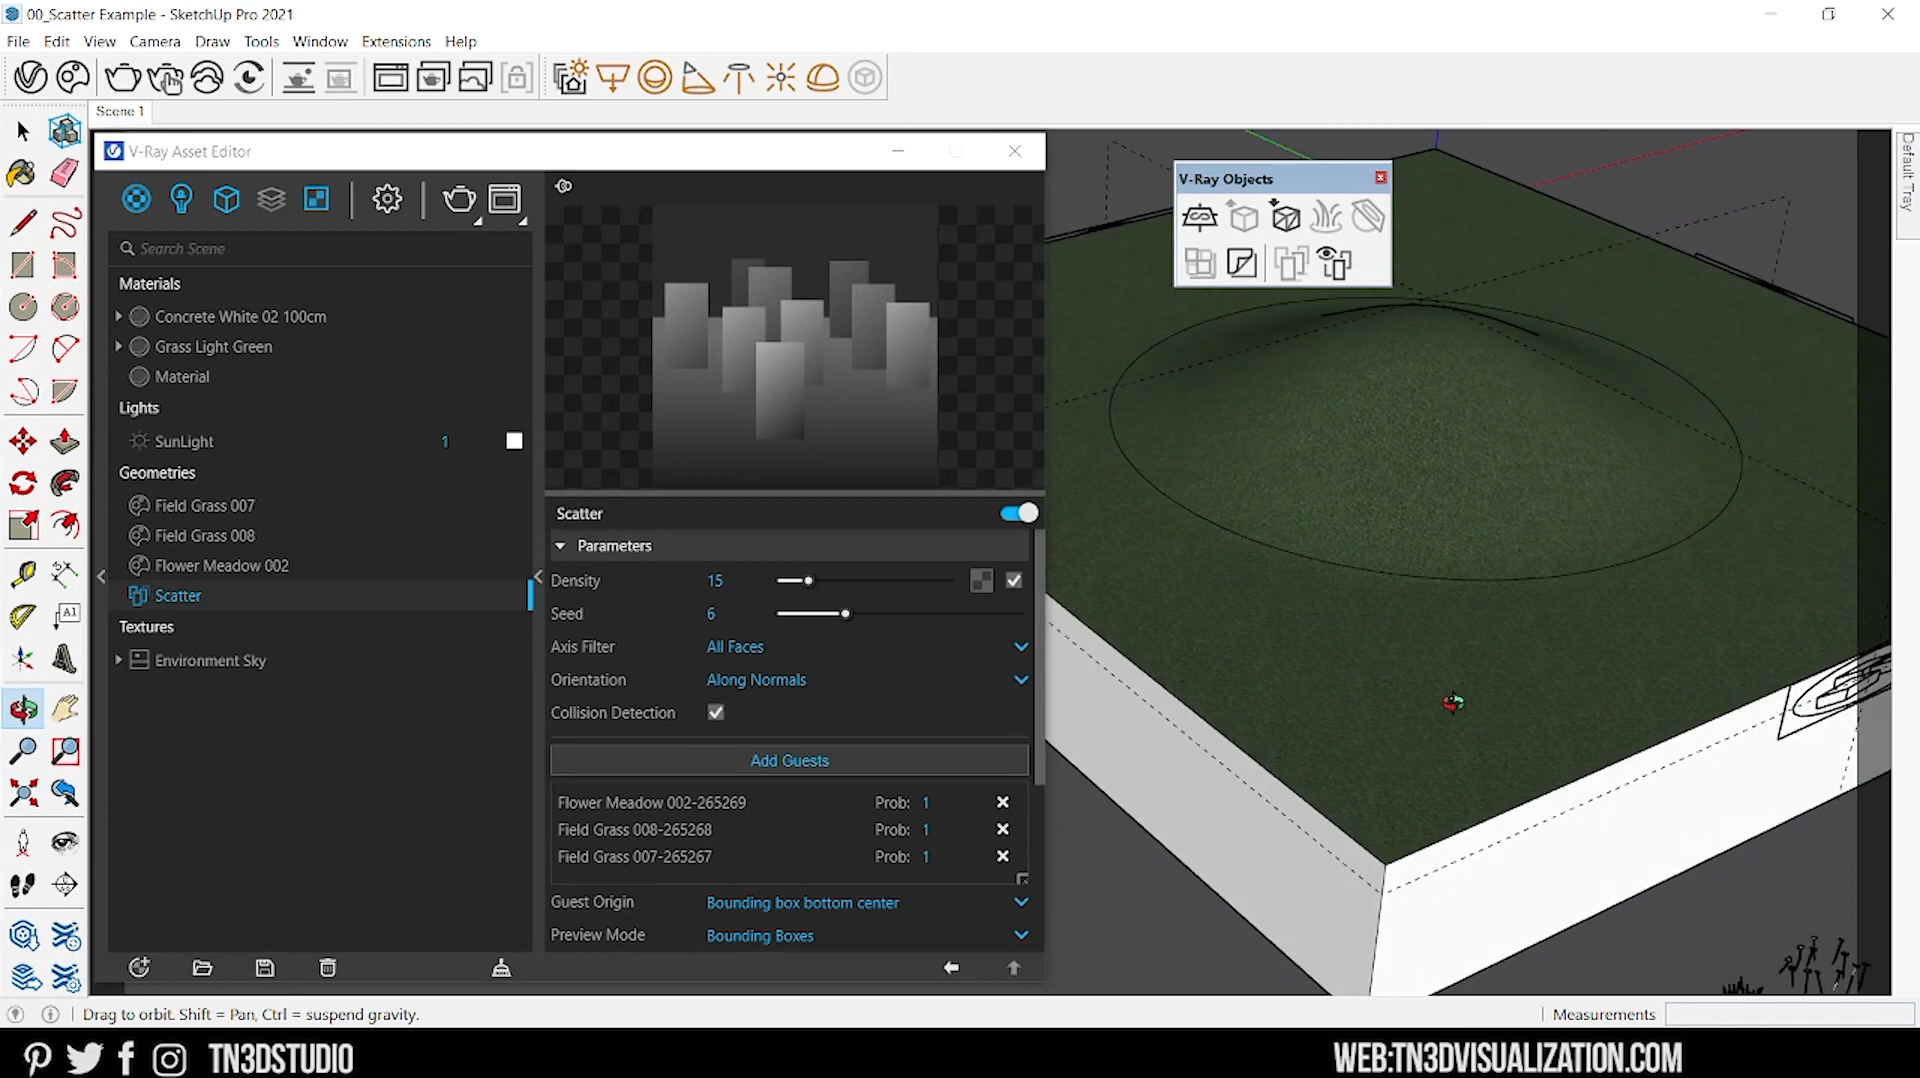 00_Scatter Example - SketchUp Pro 2021
File Edit View Camera Draw Tools Window Extensions Help
Scene 1
V-Ray Asset Editor
Search Scene
Materials
Concrete White 02 100cm
Grass Light Green
Material
Lights
SunLight 1
Geometries
Field Grass 007
Field Grass 008
Flower Meadow 002
Scatter
Textures
Environment Sky
Scatter
Parameters
Density 15
Seed 6
Axis Filter All Faces
Orientation Along Normals
Collision Detection
Add Guests
Flower Meadow 002-265269 Prob: 1
Field Grass 008-265268 Prob: 1
Field Grass 007-265267 Prob: 1
Guest Origin Bounding box bottom center
Preview Mode Bounding Boxes
V-Ray Objects
Default Tray
A1
Drag to orbit. Shift = Pan, Ctrl = suspend gravity.
Measurements
TN3DSTUDIO
WEB:TN3DVISUALIZATION.COM